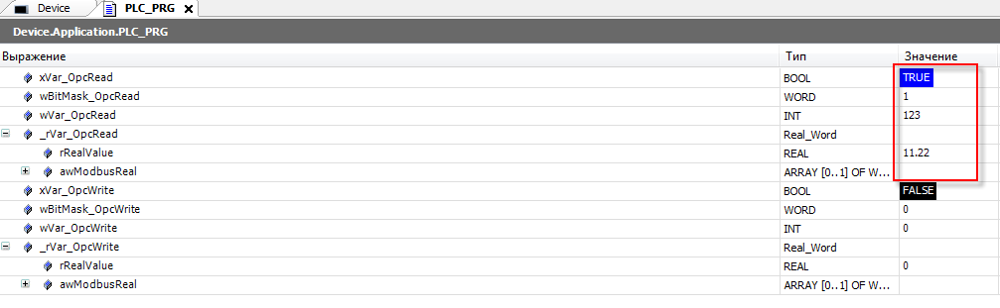 Device PLC_PRG
Device.Application.PLC_PRG
Выражение Тип Значение
xVar_OpcRead BOOL TRUE
wBitMask_OpcRead WORD 1
wVar_OpcRead INT 123
_rVar_OpcRead Real_Word
rRealValue REAL 11.22
awModbusReal ARRAY [0..1] OF W...
xVar_OpcWrite BOOL FALSE
wBitMask_OpcWrite WORD 0
wVar_OpcWrite INT 0
_rVar_OpcWrite Real_Word
rRealValue REAL 0
awModbusReal ARRAY [0..1] OF W...